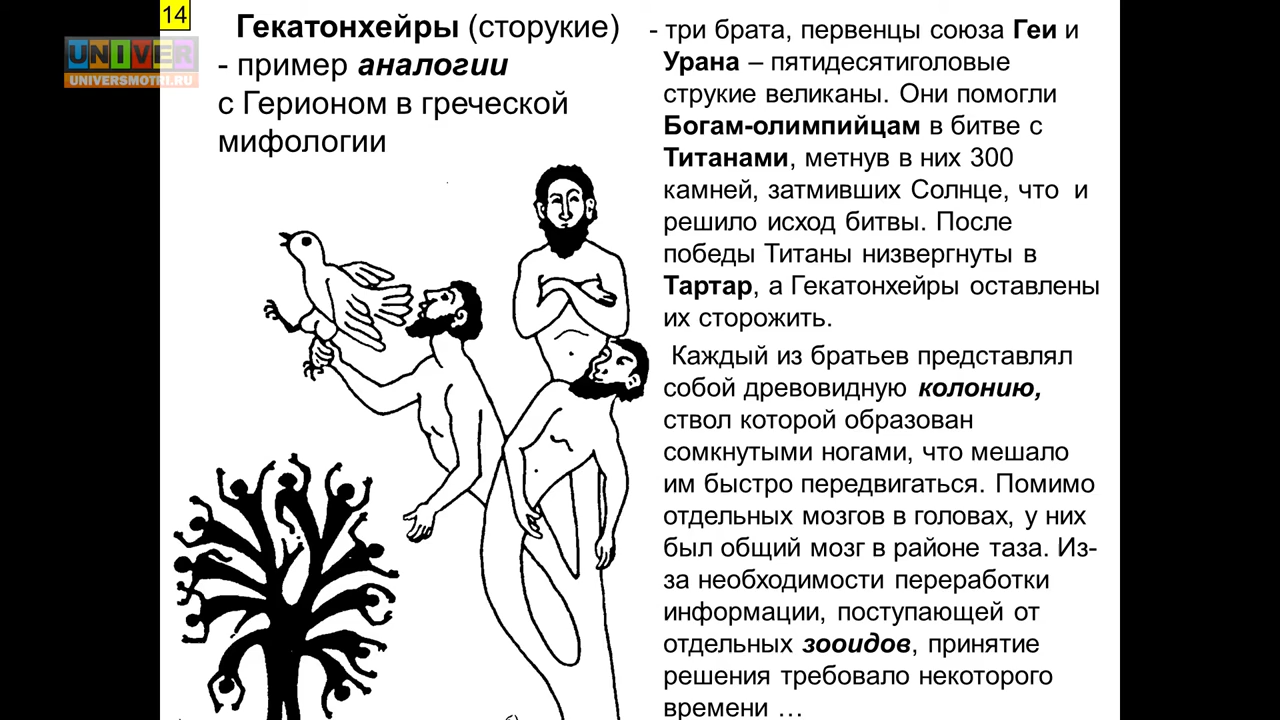 14
UNIVER
UNIVERSMOTRI.RU
Гекатонхейры (сторукие)
- пример аналогии
с Герионом в греческой
мифологии
- три брата, первенцы союза Геи и
Урана – пятидесятиголовые
струкие великаны. Они помогли
Богам-олимпийцам в битве с
Титанами, метнув в них 300
камней, затмивших Солнце, что и
решило исход битвы. После
победы Титаны низвергнуты в
Тартар, а Гекатонхейры оставлены
их сторожить.
Каждый из братьев представлял
собой древовидную колонию,
ствол которой образован
сомкнутыми ногами, что мешало
им быстро передвигаться. Помимо
отдельных мозгов в головах, у них
был общий мозг в районе таза. Из-
за необходимости переработки
информации, поступающей от
отдельных зооидов, принятие
решения требовало некоторого
времени …